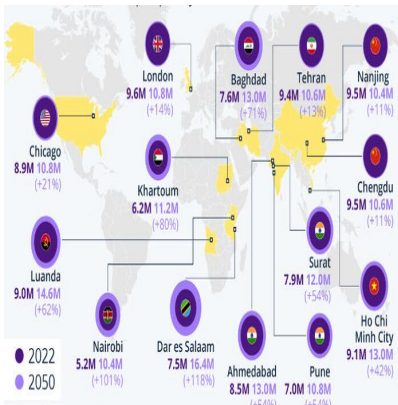 London
9.6M 10.8M
(+14%)
Baghdad
7.6M 13.0M
(+71%)
Tehran
9.4M 10.6M
(+13%)
Nanjing
9.5M 10.4M
(+11%)
Chicago
8.9M 10.8M
(+21%)
Khartoum
6.2M 11.2M
(+80%)
Chengdu
9.5M 10.6M
(+11%)
Luanda
9.0M 14.6M
(+62%)
Surat
7.9M 12.0M
(+54%)
Ho Chi
Minh City
9.1M 13.0M
(+42%)
Nairobi
5.2M 10.4M
(+101%)
Dar es Salaam
7.5M 16.4M
(+118%)
Ahmedabad
8.5M 13.0M
(+54%)
Pune
7.0M 10.8M
(+54%)
2022
2050